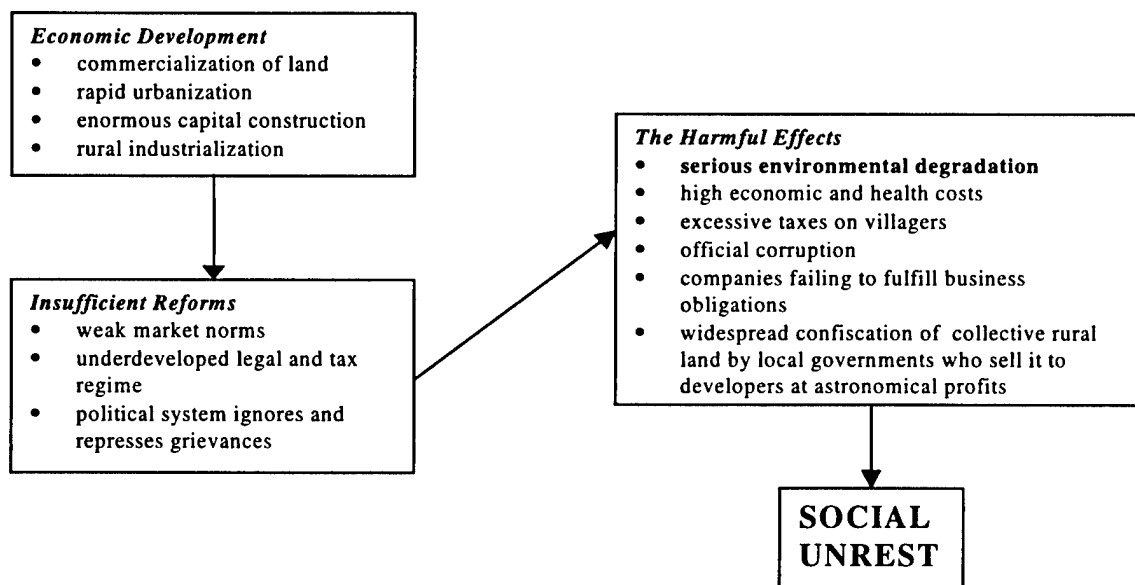 Economic Development
• commercialization of land
• rapid urbanization
• enormous capital construction
• rural industrialization
Insufficient Reforms
• weak market norms
• underdeveloped legal and tax
regime
• political system ignores and
represses grievances
The Harmful Effects
• serious environmental degradation
• high economic and health costs
• excessive taxes on villagers
• official corruption
• companies failing to fulfill business
obligations
• widespread confiscation of collective rural
land by local governments who sell it to
developers at astronomical profits
SOCIAL
UNREST